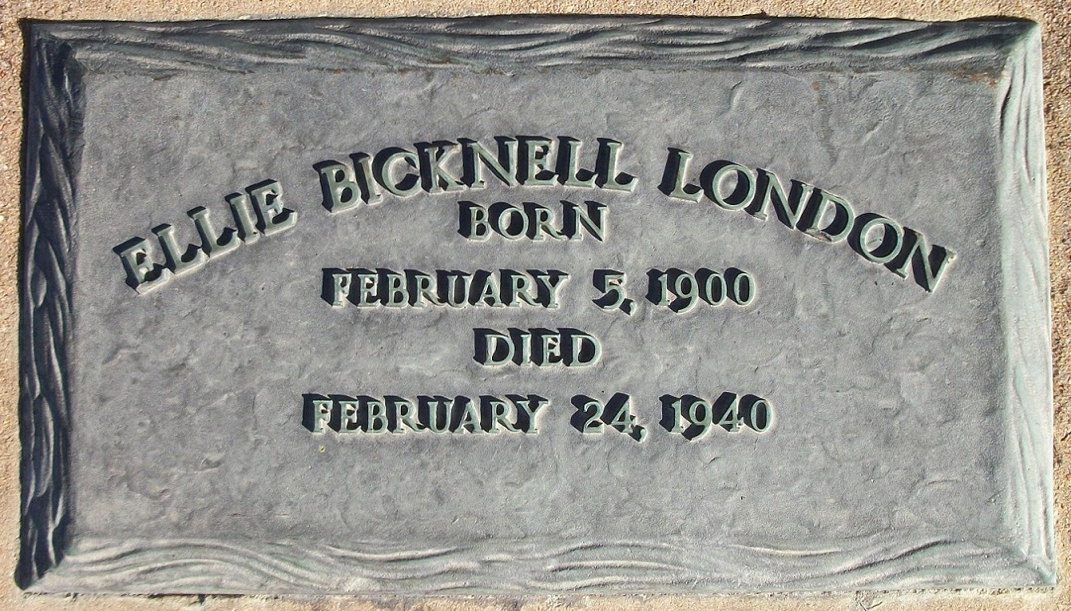 ELLIE BICKNELL LONDON
BORN
FEBRUARY 5, 1900
DIED
FEBRUARY 24, 1940